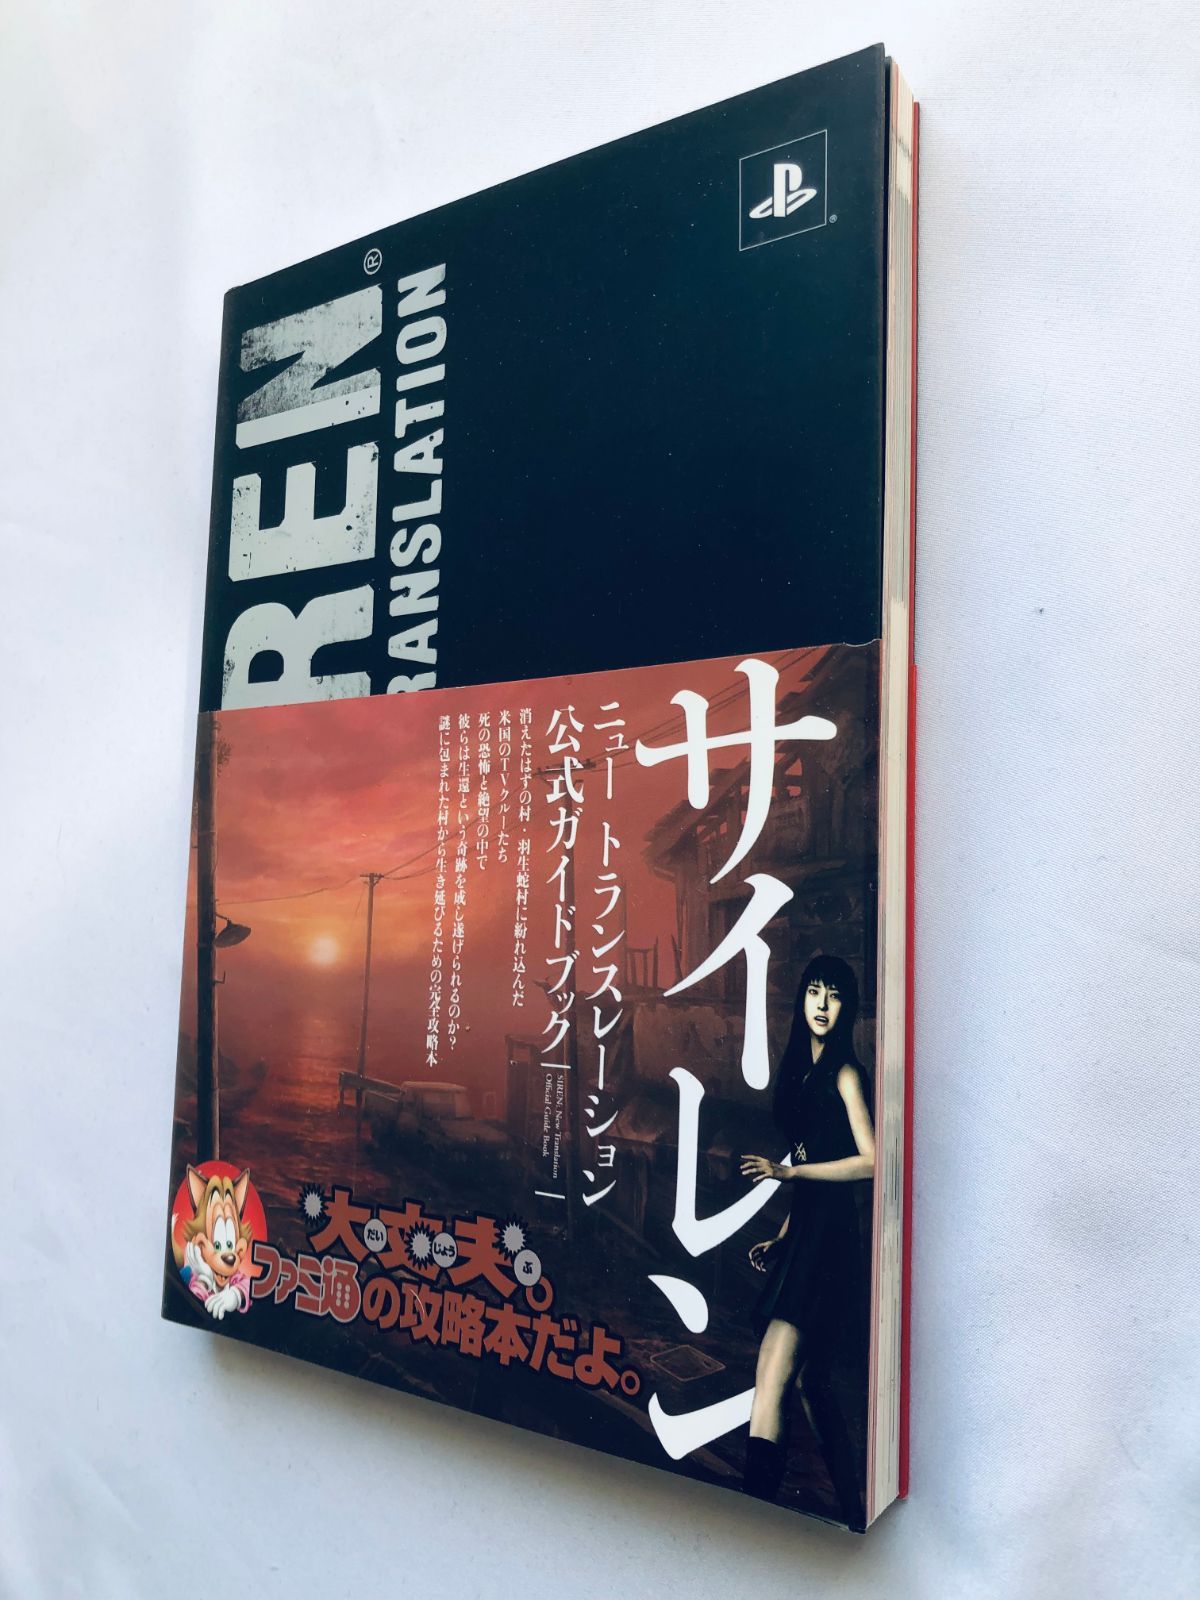 REN®
RANSLATION
サイレン
ニュー トランスレーション
公式ガイドブック
SIREN: New Translation
Official Guide Book
消えたはずの村・羽生蛇村に紛れ込んだ
米国のTVクルーたち
死の恐怖と絶望の中で
彼らは生還という奇跡を成し遂げられるのか?
謎に包まれた村から生き延びるための完全攻略本
大丈夫。
だい じょう ぶ
ファミ通の攻略本だよ。